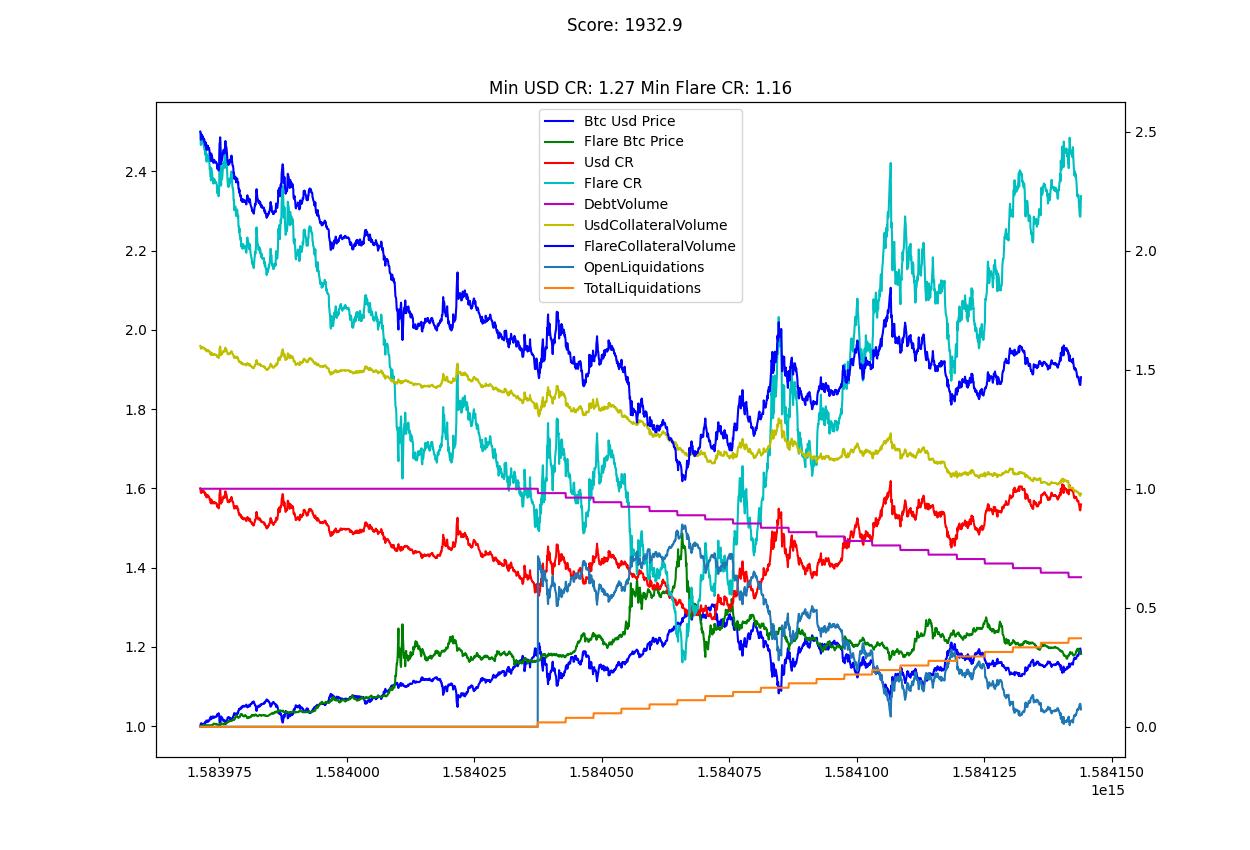 Score: 1932.9
Min USD CR: 1.27 Min Flare CR: 1.16
Btc Usd Price
Flare Btc Price
Usd CR
Flare CR
DebtVolume
UsdCollateralVolume
FlareCollateralVolume
OpenLiquidations
TotalLiquidations
2.4
2.2
2.0
1.8
1.6
1.4
1.2
1.0
2.5
2.0
1.5
1.0
0.5
0.0
1.583975 1.584000 1.584025 1.584050 1.584075 1.584100 1.584125 1.584150
1e15